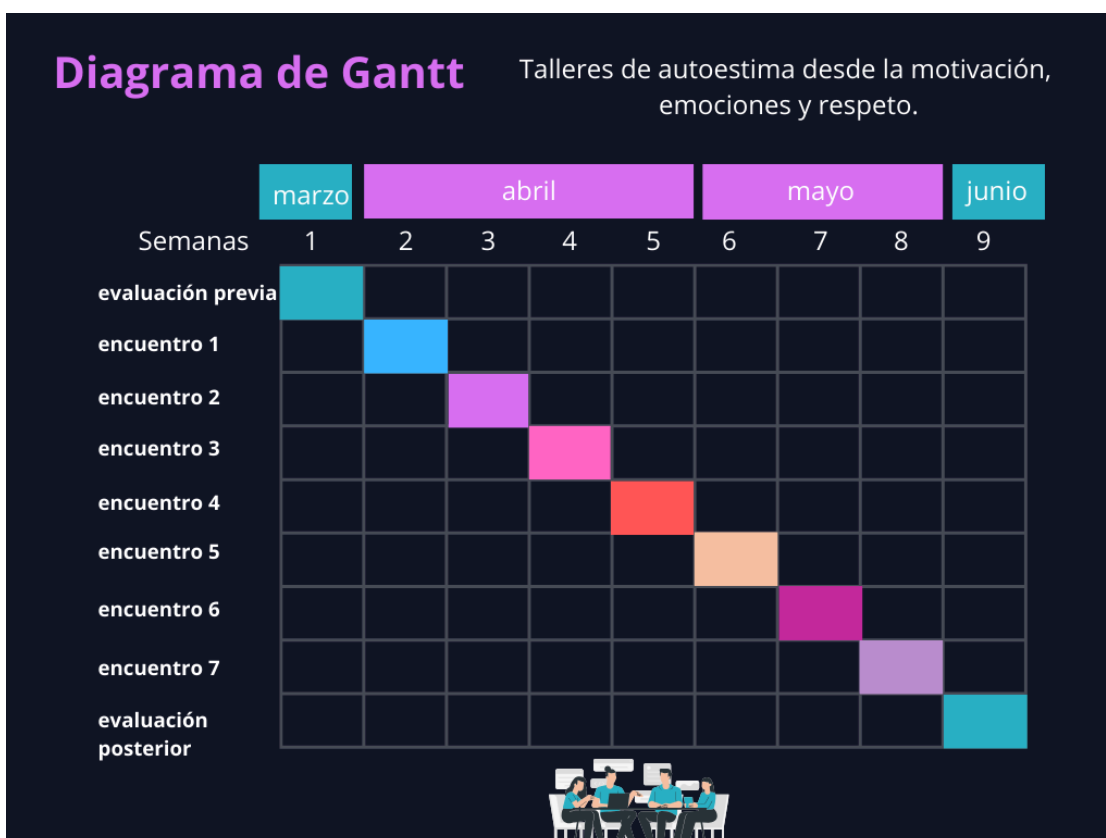 Diagrama de Gantt
Talleres de autoestima desde la motivación,
emociones y respeto.
marzo abril mayo junio
Semanas 1 2 3 4 5 6 7 8 9
evaluación previa
encuentro 1
encuentro 2
encuentro 3
encuentro 4
encuentro 5
encuentro 6
encuentro 7
evaluación
posterior